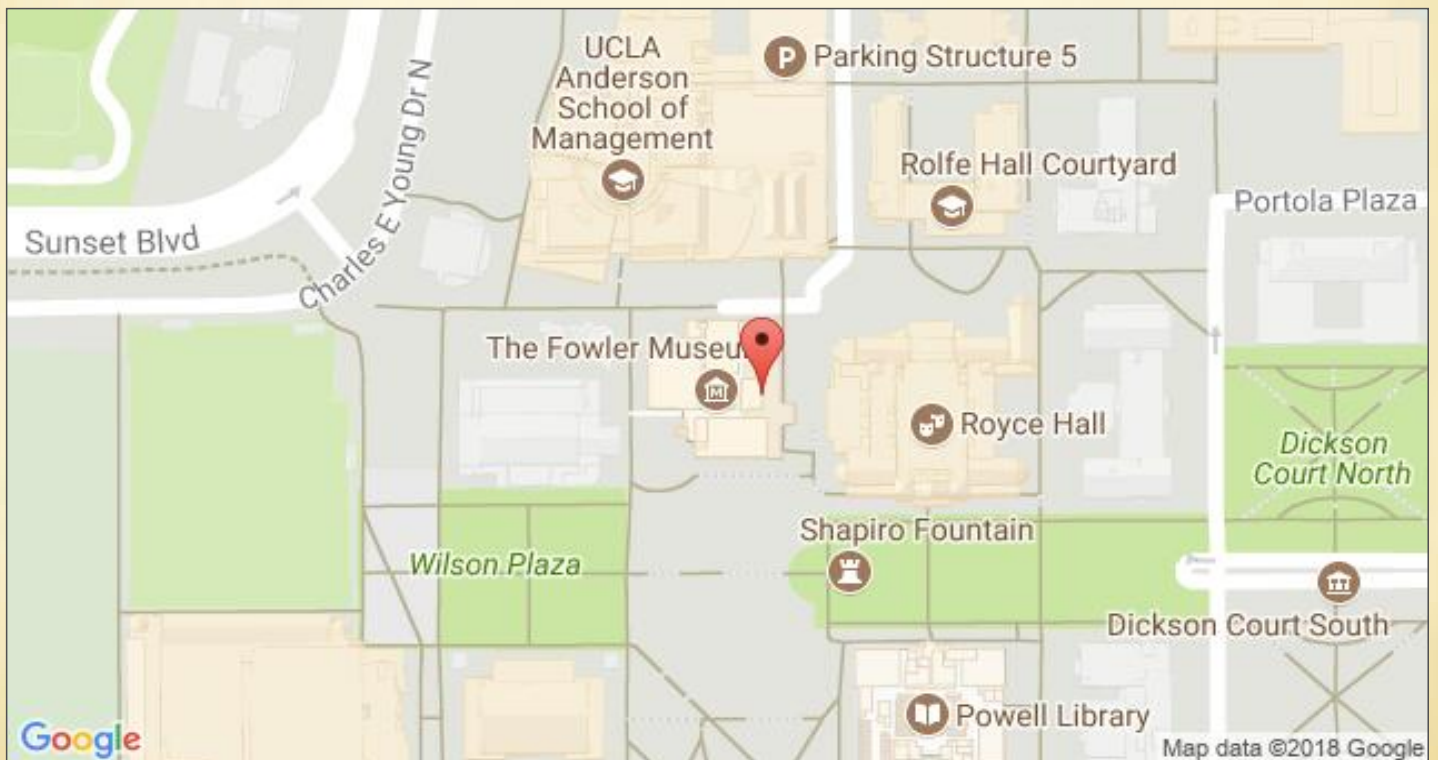 UCLA
Anderson
School of
Management
P
Parking Structure 5
Rolfe Hall Courtyard
Portola Plaza
Sunset Blvd
Charles E Young Dr N
The Fowler Museu
M
Royce Hall
Dickson
Court North
Shapiro Fountain
Wilson Plaza
Dickson Court South
Powell Library
Google
Map data ©2018 Google